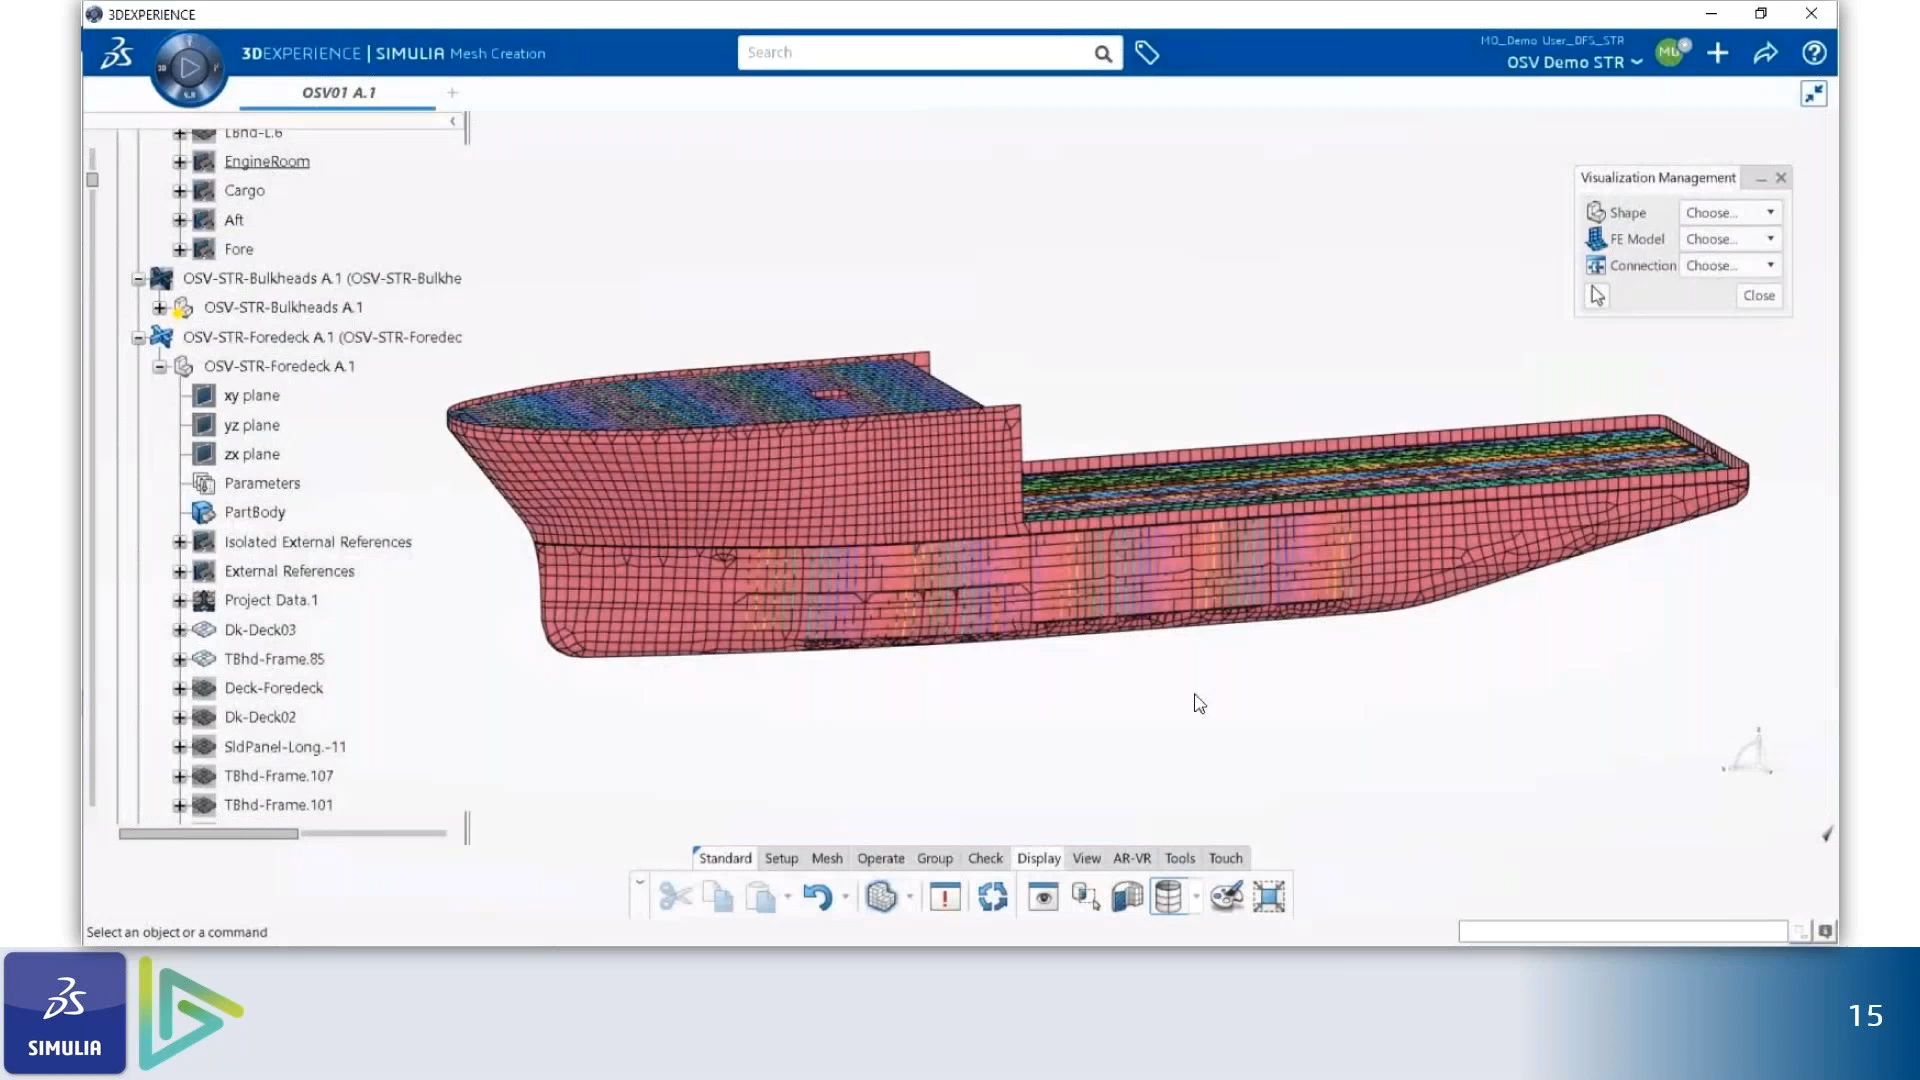 3DEXPERIENCE
3DEXPERIENCE | SIMULIA Mesh Creation
Search
MO_Demo User_DFS_STR
OSV Demo STR
OSV01 A.1
LBhd-L.6
EngineRoom
Cargo
Aft
Fore
OSV-STR-Bulkheads A.1 (OSV-STR-Bulkhe
OSV-STR-Bulkheads A.1
OSV-STR-Foredeck A.1 (OSV-STR-Foredec
OSV-STR-Foredeck A.1
xy plane
yz plane
zx plane
Parameters
PartBody
Isolated External References
External References
Project Data.1
Dk-Deck03
TBhd-Frame.85
Deck-Foredeck
Dk-Deck02
SldPanel-Long.-11
TBhd-Frame.107
TBhd-Frame.101
Visualization Management
Shape Choose...
FE Model Choose...
Connection Choose...
Close
Standard Setup Mesh Operate Group Check Display View AR-VR Tools Touch
Select an object or a command
SIMULIA
15